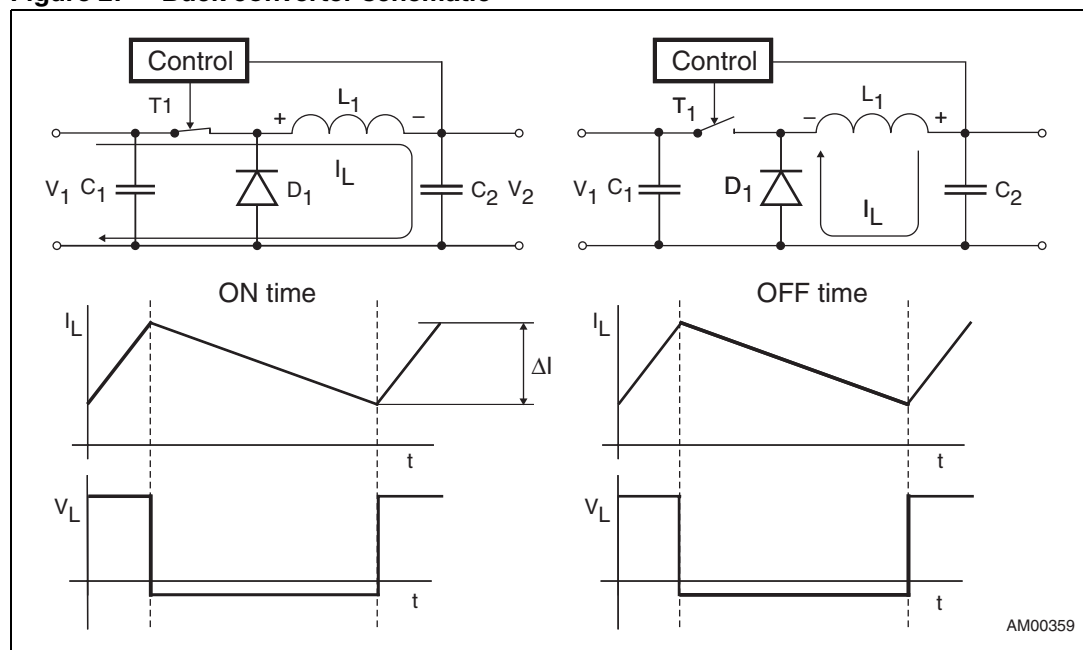 Figure 2. Buck converter schematic
Control
T1
+ L1 −
V1 C1
D1
IL
C2 V2
ON time
Control
T1
− L1 +
V1 C1
D1
IL
C2
OFF time
IL
ΔI
t
VL
t
IL
t
VL
t
AM00359